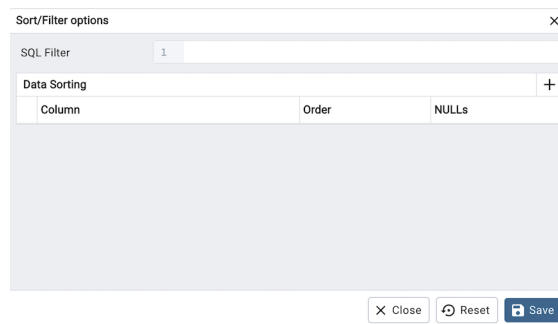 Sort/Filter options
SQL Filter 1
Data Sorting
Column Order NULLs
Close Reset Save